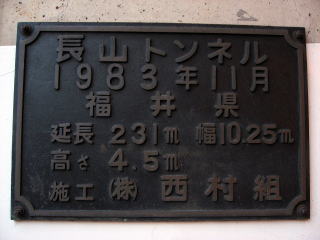 長山トンネル
1983年11月
福井県
延長 231m 幅10.25m
高さ 4.5m
施工 (株) 西村組